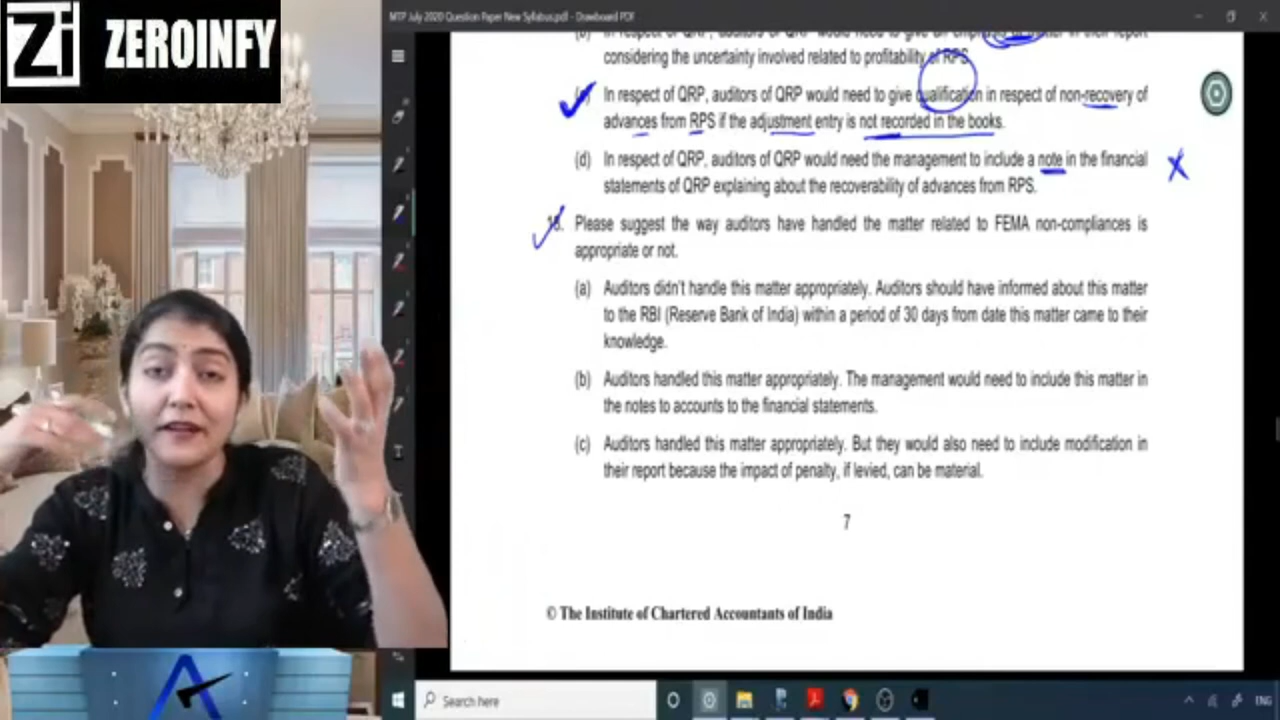 Zi ZEROINFY
MTP July 2020 Question Paper New Syllabus.pdf - Drawboard PDF
considering the uncertainty involved related to profitability of RPS.
In respect of QRP, auditors of QRP would need to give qualification in respect of non-recovery of
advances from RPS if the adjustment entry is not recorded in the books.
(d) In respect of QRP, auditors of QRP would need the management to include a note in the financial
statements of QRP explaining about the recoverability of advances from RPS.
Please suggest the way auditors have handled the matter related to FEMA non-compliances is
appropriate or not.
(a) Auditors didn't handle this matter appropriately. Auditors should have informed about this matter
to the RBI (Reserve Bank of India) within a period of 30 days from date this matter came to their
knowledge.
(b) Auditors handled this matter appropriately. The management would need to include this matter in
the notes to accounts to the financial statements.
(c) Auditors handled this matter appropriately. But they would also need to include modification in
their report because the impact of penalty, if levied, can be material.
7
© The Institute of Chartered Accountants of India
Search here
ENG